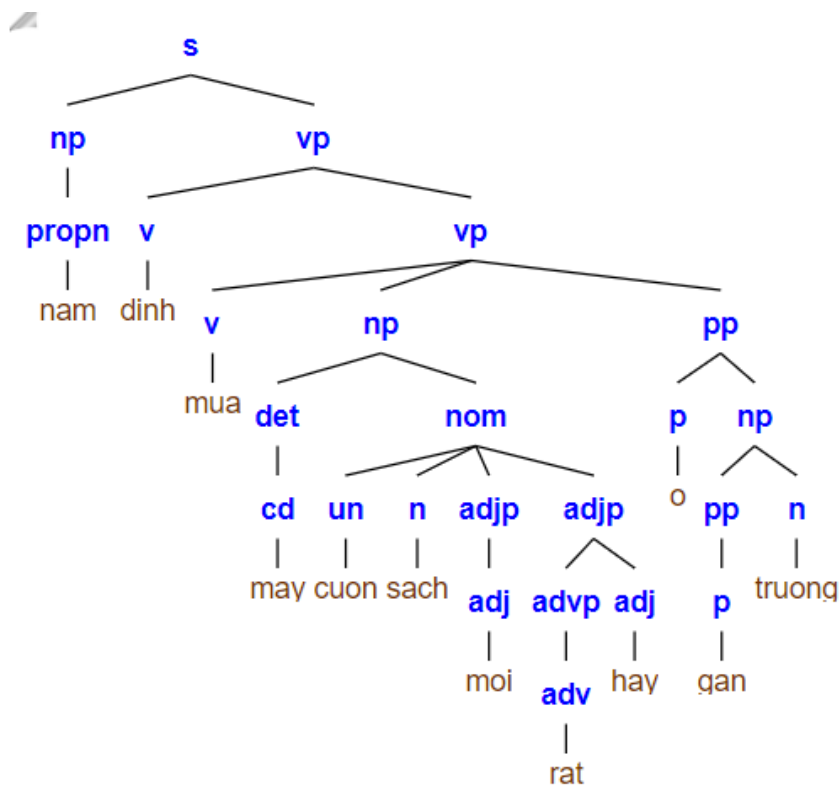 s
np vp
propn v vp
nam dinh
v np pp
mua
det nom p np
o
cd un n adjp adjp pp n
may cuon sach truong
adj advp adj p
moi hay gan
adv
rat